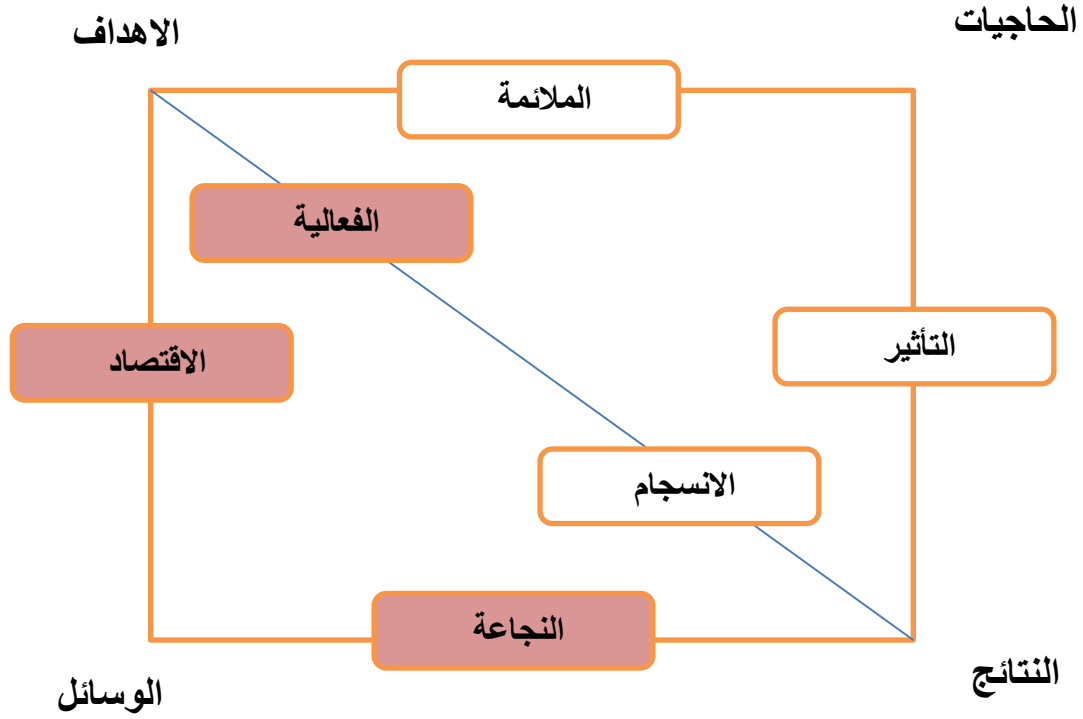 الحاجيات
الاهداف
الملائمة
الفعالية
التأثير
الاقتصاد
الانسجام
النجاعة
النتائج
الوسائل